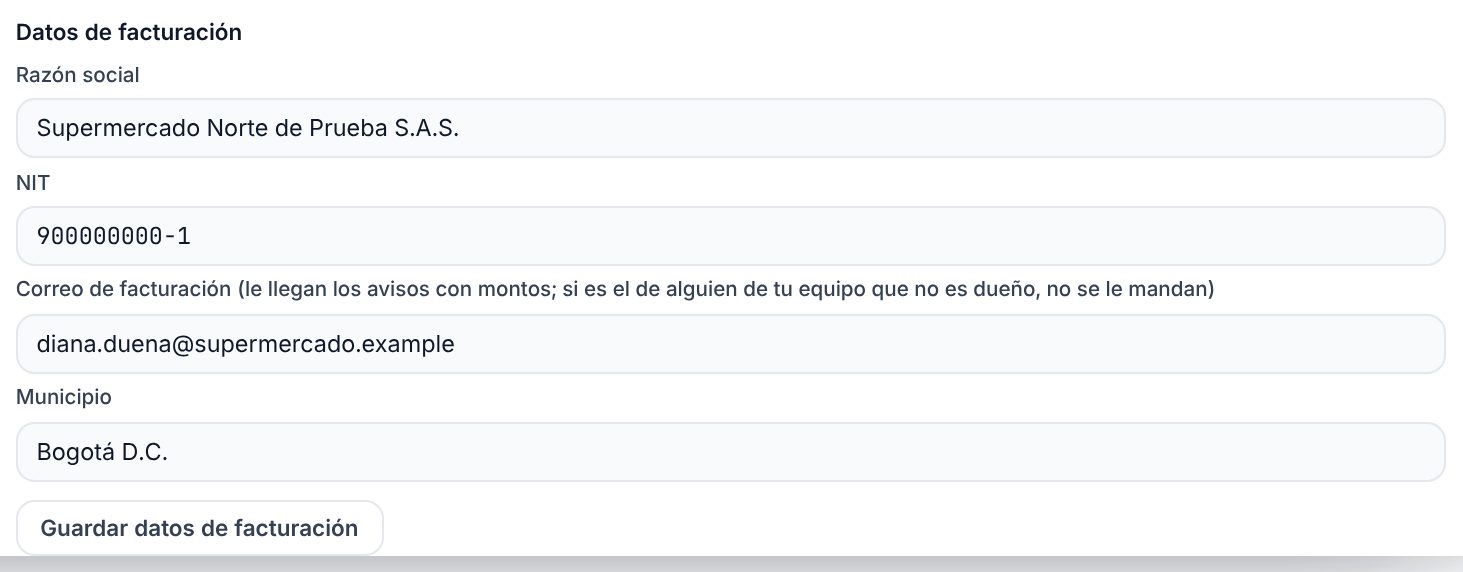 Datos de facturación
Razón social
Supermercado Norte de Prueba S.A.S.
NIT
900000000-1
Correo de facturación (le llegan los avisos con montos; si es el de alguien de tu equipo que no es dueño, no se le mandan)
diana.duena@supermercado.example
Municipio
Bogotá D.C.
Guardar datos de facturación